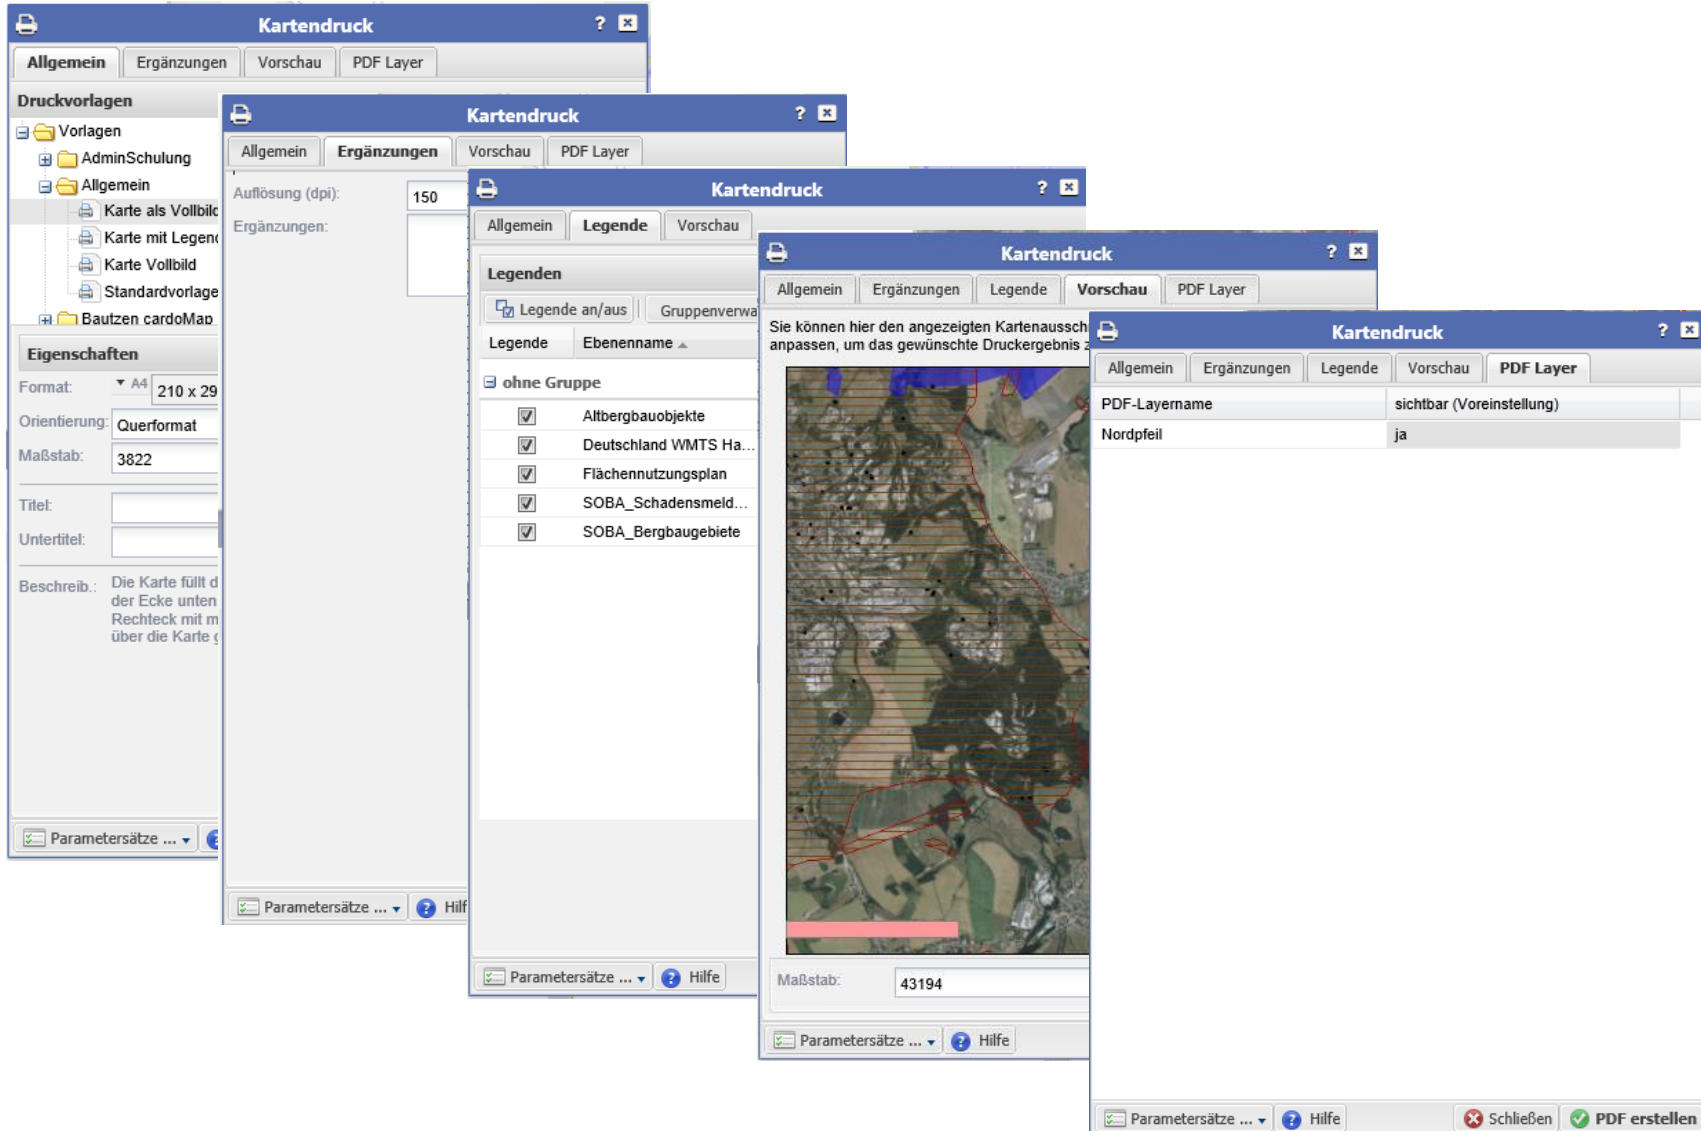 Kartendruck
?
Allgemein Ergänzungen Vorschau PDF Layer
Druckvorlagen
Vorlagen
AdminSchulung
Allgemein
Karte als Vollbild
Karte mit Legend
Karte Vollbild
Standardvorlage
Bautzen cardoMap
Eigenschaften
Format: A4 210 x 29
Orientierung: Querformat
Maßstab: 3822
Titel:
Untertitel:
Beschreib.: Die Karte füllt d
der Ecke unten
Rechteck mit m
über die Karte g
Parametersätze ...
Kartendruck
?
Allgemein Ergänzungen Vorschau PDF Layer
Auflösung (dpi): 150
Ergänzungen:
Parametersätze ... ? Hilf
Kartendruck
?
Allgemein Legende Vorschau
Legenden
Legende an/aus Gruppenverwa
Legende Ebenenname
ohne Gruppe
Altbergbauobjekte
Deutschland WMTS Ha...
Flächennutzungsplan
SOBA_Schadensmeld...
SOBA_Bergbaugebiete
Parametersätze ... ? Hilfe
Kartendruck
?
Allgemein Ergänzungen Legende Vorschau PDF Layer
Sie können hier den angezeigten Kartenaussch
anpassen, um das gewünschte Druckergebnis z
Maßstab: 43194
Parametersätze ... ? Hilfe
Kartendruck
?
Allgemein Ergänzungen Legende Vorschau PDF Layer
PDF-Layername sichtbar (Voreinstellung)
Nordpfeil ja
Parametersätze ... ? Hilfe Schließen PDF erstellen